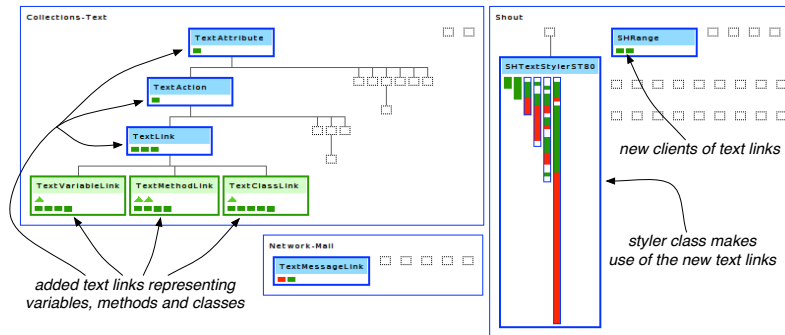 Collections-Text
TextAttribute
TextAction
TextLink
TextVariableLink
TextMethodLink
TextClassLink
added text links representing
variables, methods and classes
Network-Mail
TextMessageLink
Shout
SHTextStylerST80
SHRange
new clients of text links
styler class makes
use of the new text links